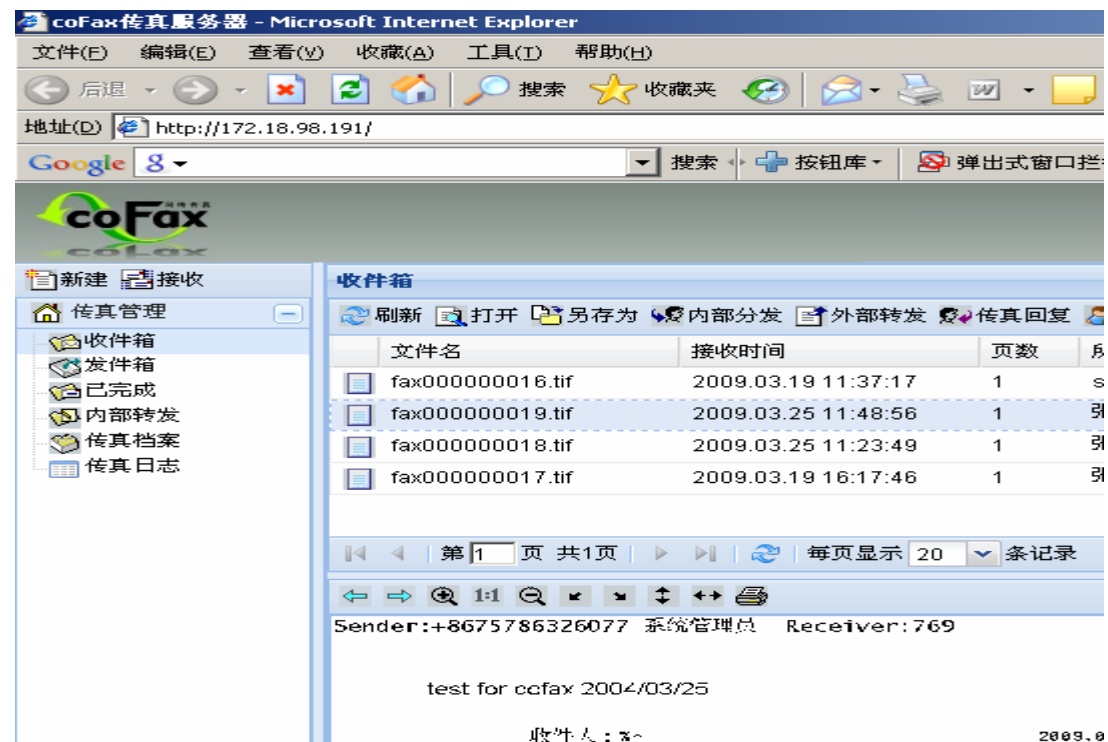 coFax传真服务器 - Microsoft Internet Explorer
文件(F) 编辑(E) 查看(V) 收藏(A) 工具(T) 帮助(H)
后退 搜索 收藏夹
地址(D) http://172.18.98.191/
Google 搜索 按钮库 弹出式窗口拦
coFax
新建 接收
收件箱
传真管理
刷新 打开 另存为 内部分发 外部转发 传真回复
收件箱
发件箱
已完成
内部转发
传真档案
传真日志
文件名 接收时间 页数
fax000000016.tif 2009.03.19 11:37:17 1 s
fax000000019.tif 2009.03.25 11:48:56 1 张
fax000000018.tif 2009.03.25 11:23:49 1 张
fax000000017.tif 2009.03.19 16:17:46 1 张
第 1 页 共1页 每页显示 20 条记录
1:1
Sender:+8675786326077 系统管理员 Receiver:769
test for cofax 2004/03/25
收件人:
2009.0